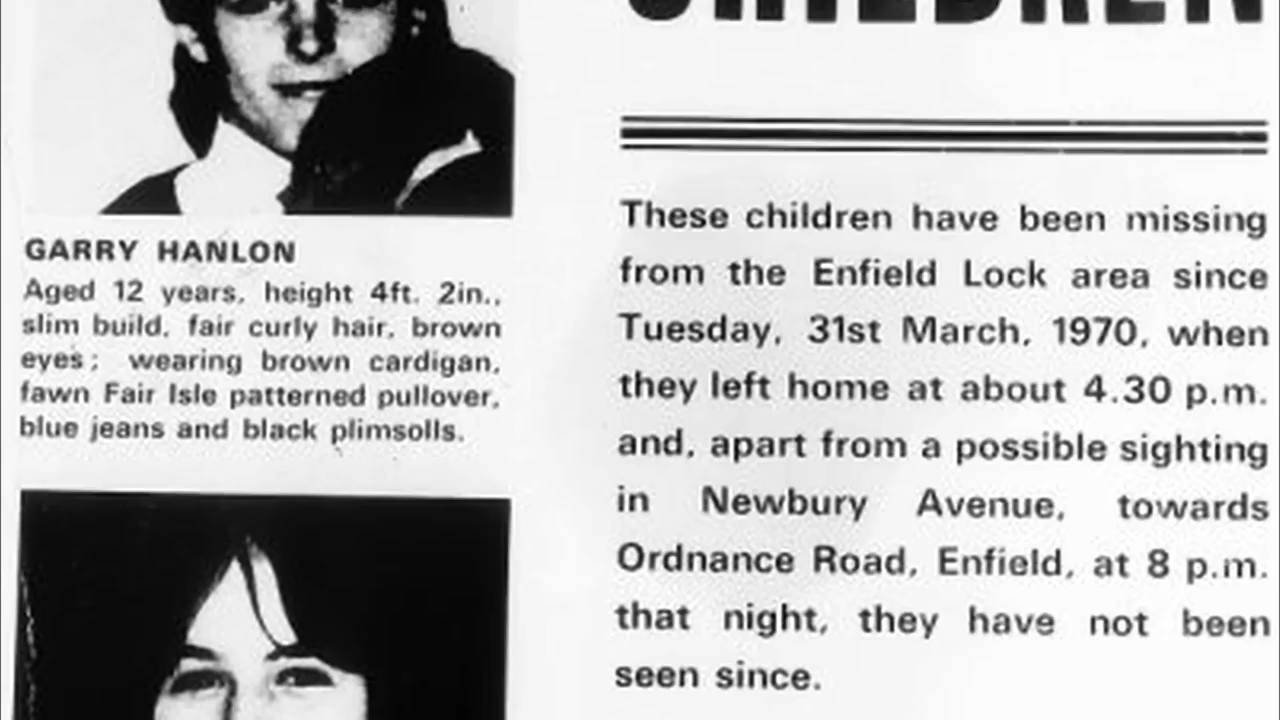 CHILDREN
GARRY HANLON
Aged 12 years, height 4ft. 2in.,
slim build, fair curly hair, brown
eyes; wearing brown cardigan,
fawn Fair Isle patterned pullover,
blue jeans and black plimsolls.
These children have been missing
from the Enfield Lock area since
Tuesday, 31st March, 1970, when
they left home at about 4.30 p.m.
and, apart from a possible sighting
in Newbury Avenue, towards
Ordnance Road, Enfield, at 8 p.m.
that night, they have not been
seen since.